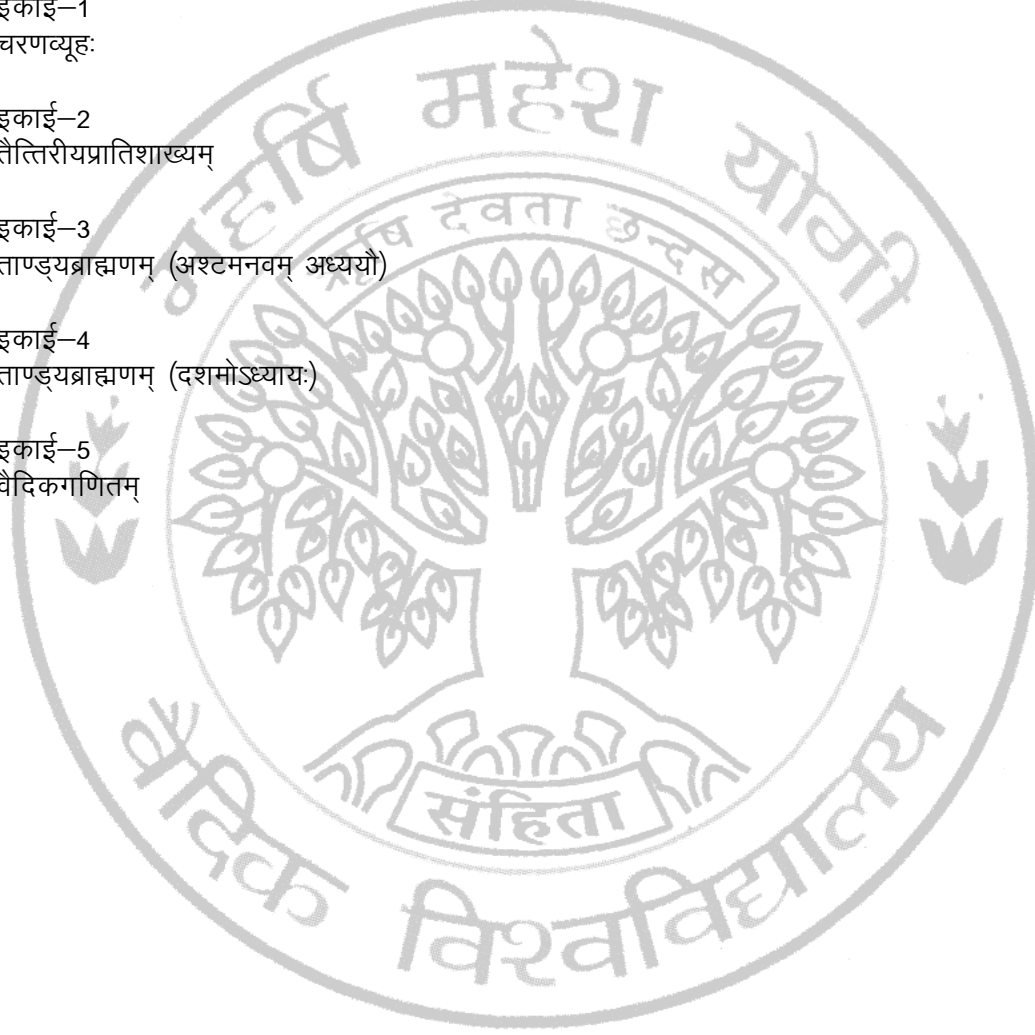 इकाई–1
चरणव्यूहः
इकाई–2
तैत्तिरीयप्रातिशाख्यम्
इकाई–3
ताण्ड्यब्राह्मणम् (अश्टमनवम् अध्ययौ)
इकाई–4
ताण्ड्यब्राह्मणम् (दशमोऽध्यायः)
इकाई–5
वैदिकगणितम्
महर्षि महेश योगी
ऋषि देवता छन्दस
संहिता
वैदिक विश्वविद्यालय